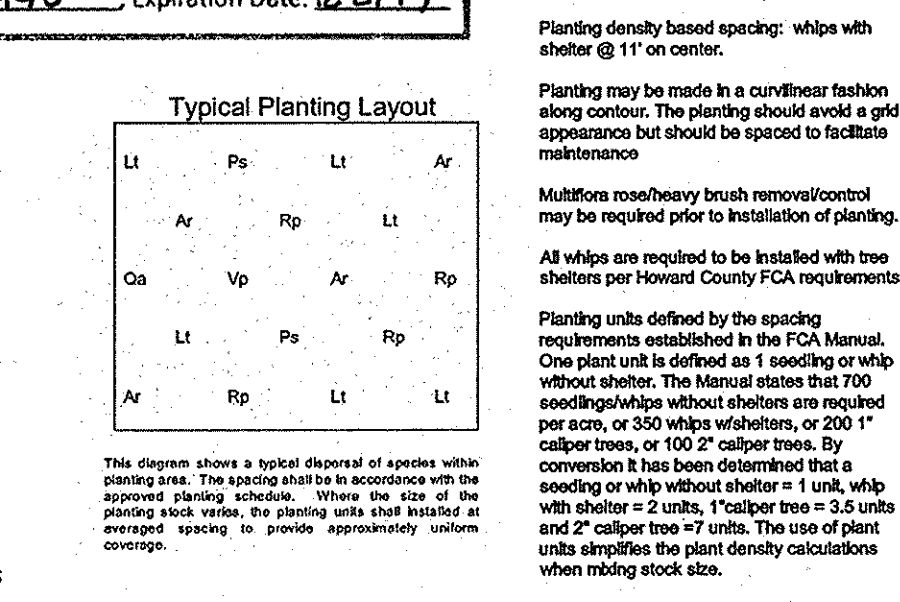 Expiration Date:
Typical Planting Layout
Lt Ps Lt Ar
Ar Rp Lt
Qa Vp Ar Rp
Lt Ps Rp
Ar Rp Lt Lt
This diagram shows a typical dispersal of species within
planting area. The spacing shall be in accordance with the
approved planting schedule. Where the size of the
planting stock varies, the planting units shall installed at
averaged spacing to provide approximately uniform
coverage.
Planting density based spacing: whips with
shelter @ 11' on center.
Planting may be made in a curvilinear fashion
along contour. The planting should avoid a grid
appearance but should be spaced to facilitate
maintenance
Multiflora rose/heavy brush removal/control
may be required prior to installation of planting.
All whips are required to be installed with tree
shelters per Howard County FCA requirements
Planting units defined by the spacing
requirements established in the FCA Manual.
One plant unit is defined as 1 seedling or whip
without shelter. The Manual states that 700
seedlings/whips without shelters are required
per acre, or 350 whips w/shelters, or 200 1"
caliper trees, or 100 2" caliper trees. By
conversion it has been determined that a
seeding or whip without shelter = 1 unit, whip
with shelter = 2 units, 1"caliper tree = 3.5 units
and 2" caliper tree =7 units. The use of plant
units simplifies the plant density calculations
when mixing stock size.